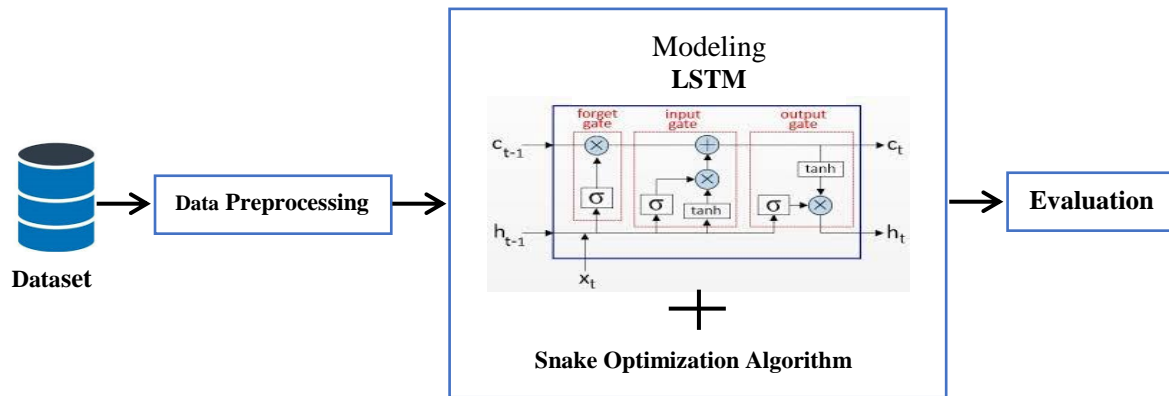 Modeling
LSTM
forget
gate
input
gate
output
gate
c t-1
× + c t
tanh
×
σ σ tanh σ ×
h t-1
h t
x t
Dataset
Data Preprocessing
Evaluation
+
Snake Optimization Algorithm